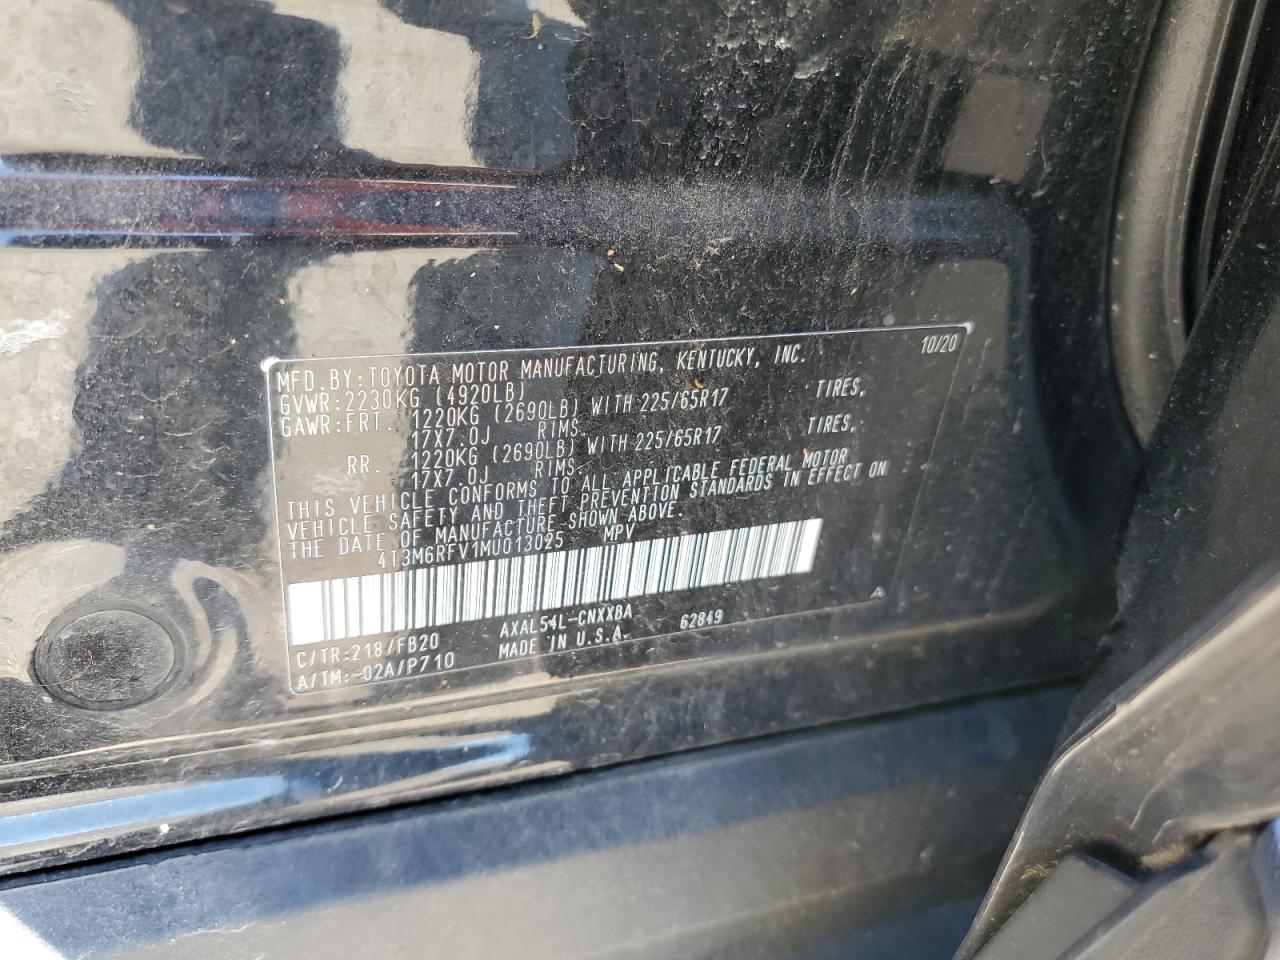 MFD.BY:TOYOTA MOTOR MANUFACTURING, KENTUCKY, INC. 10/20
GVWR:2230KG (4920LB)
GAWR:FRT. 1220KG (2690LB) WITH 225/65R17 TIRES,
17X7.0J RIMS,
RR. 1220KG (2690LB) WITH 225/65R17 TIRES,
17X7.0J RIMS
THIS VEHICLE CONFORMS TO ALL APPLICABLE FEDERAL MOTOR
VEHICLE SAFETY AND THEFT PREVENTION STANDARDS IN EFFECT ON
THE DATE OF MANUFACTURE SHOWN ABOVE.
4T3M6RFV1MU013025 MPV
C/TR:218/FB20 AXAL54L-CNXXBA 62849 A
A/TM:-02A/P710 MADE IN U.S.A.